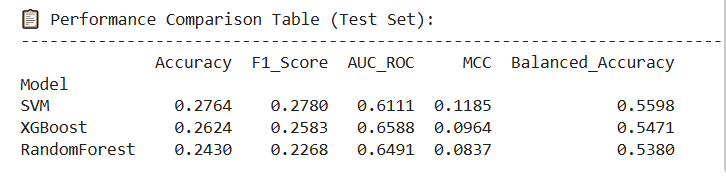 📋 Performance Comparison Table (Test Set):
--------------------------------------------------------------------------------
Accuracy F1_Score AUC_ROC MCC Balanced_Accuracy
Model
SVM 0.2764 0.2780 0.6111 0.1185 0.5598
XGBoost 0.2624 0.2583 0.6588 0.0964 0.5471
RandomForest 0.2430 0.2268 0.6491 0.0837 0.5380